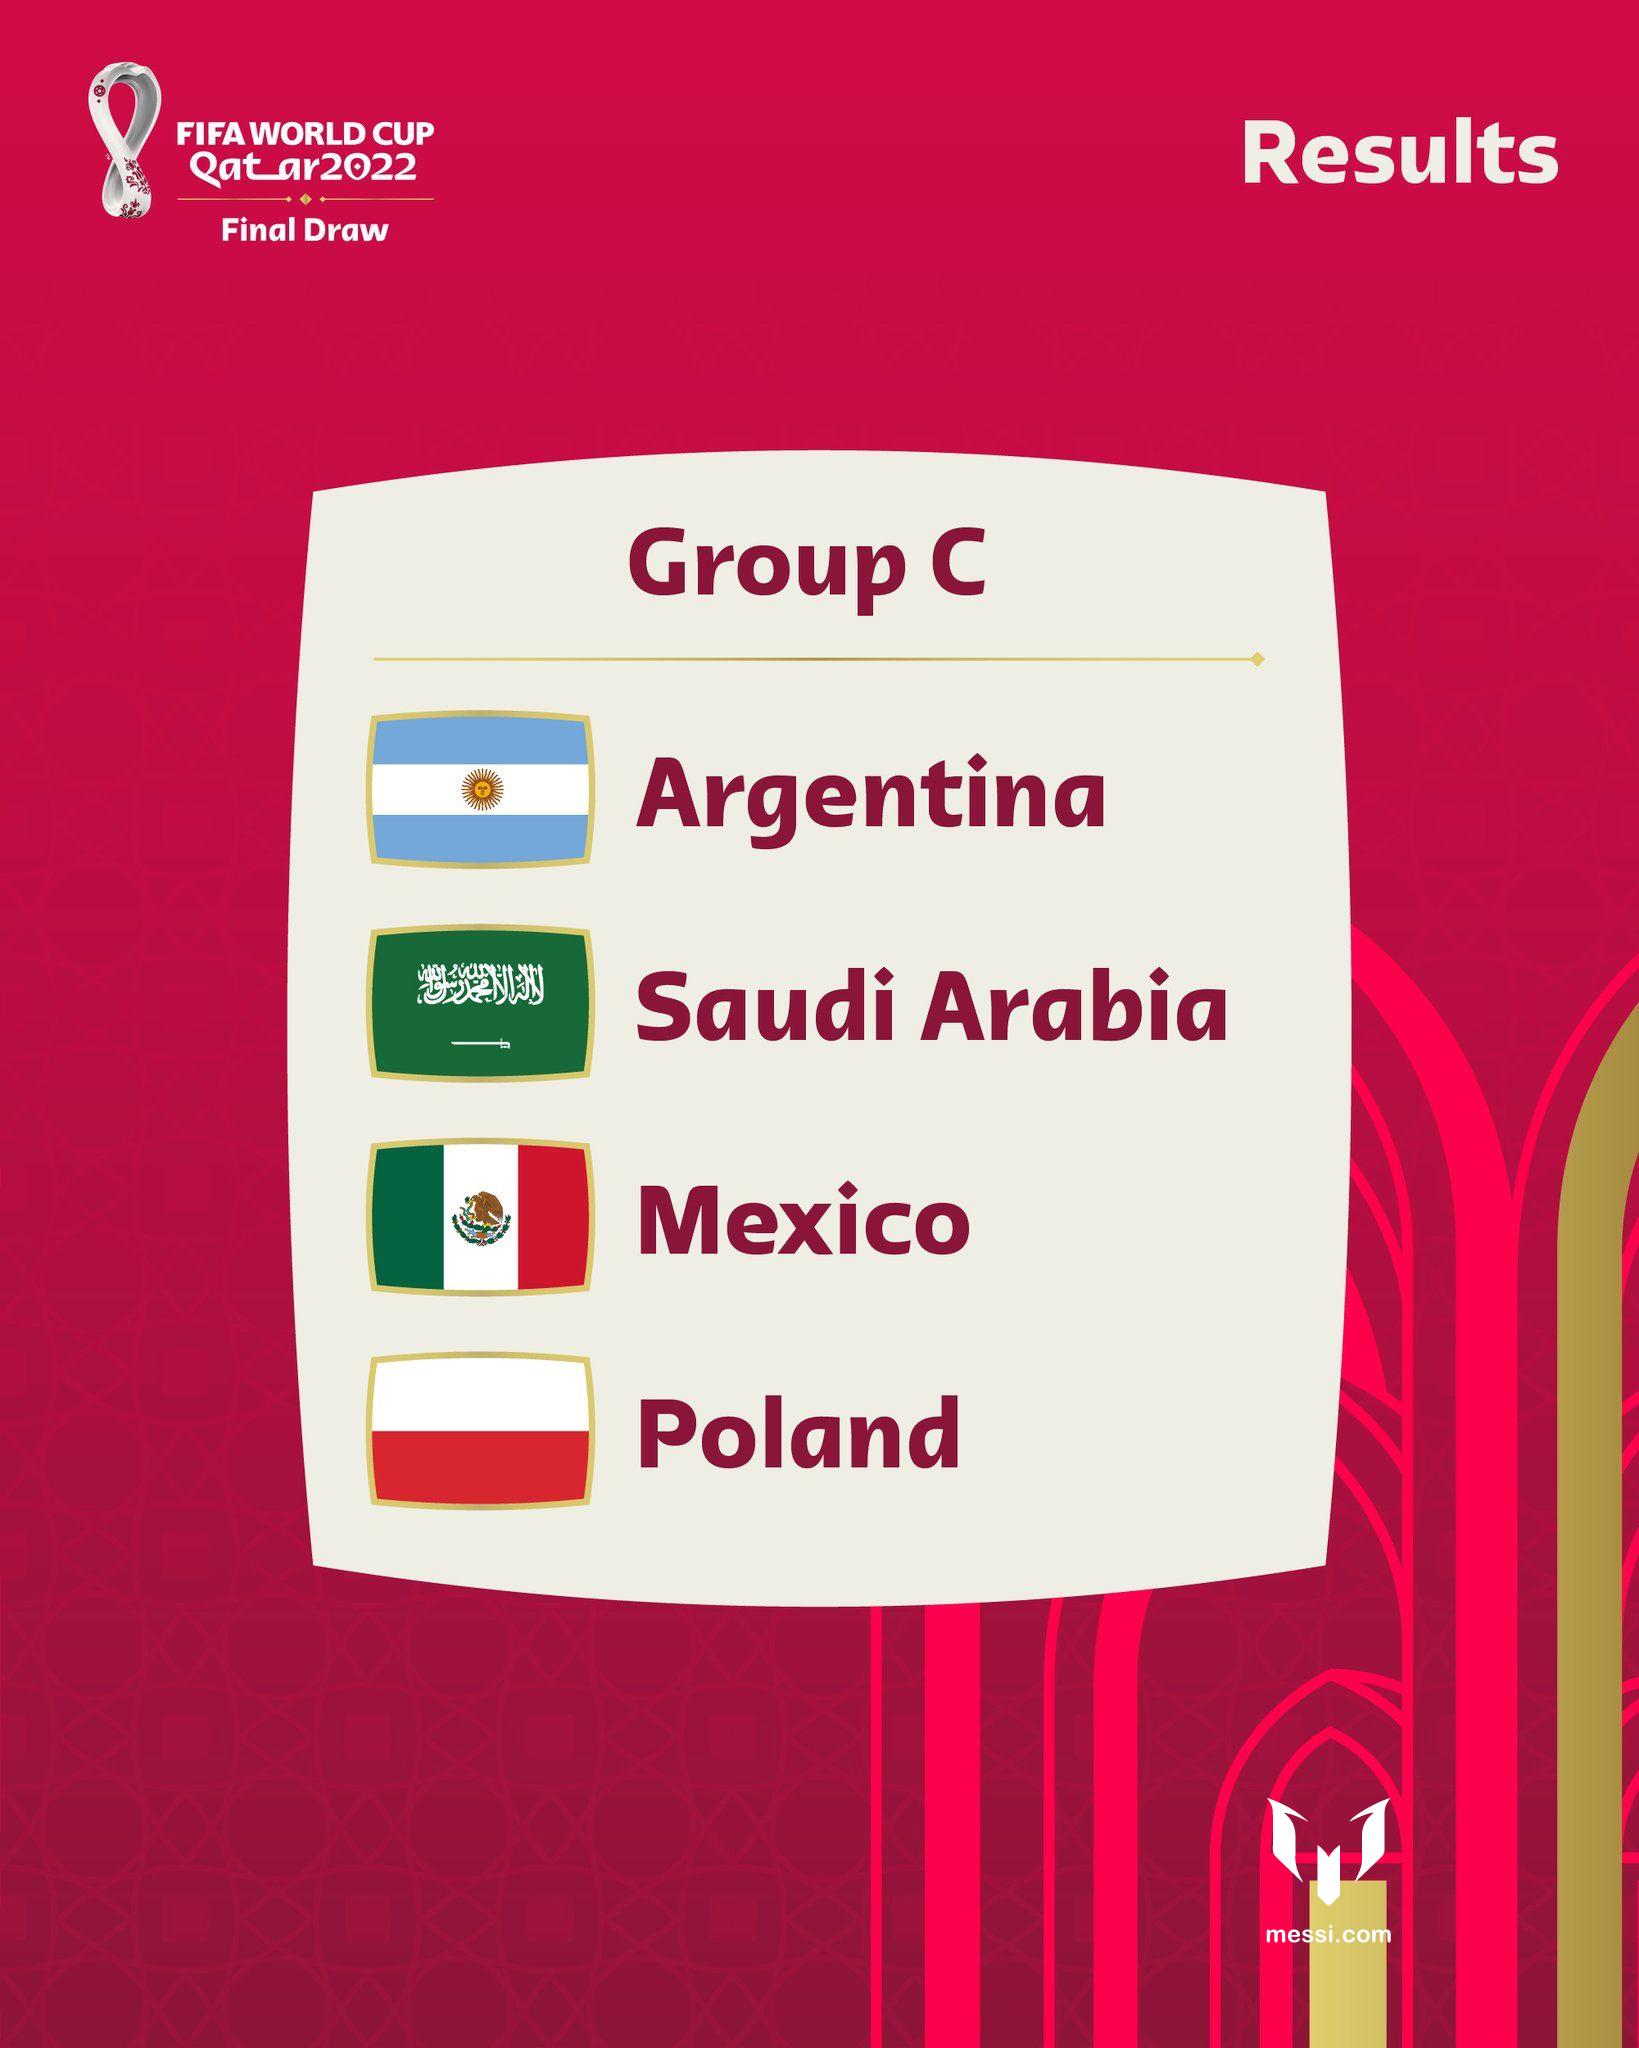 FIFA WORLD CUP
Qatar2022
Final Draw
Results
Group C
Argentina
Saudi Arabia
Mexico
Poland
messi.com